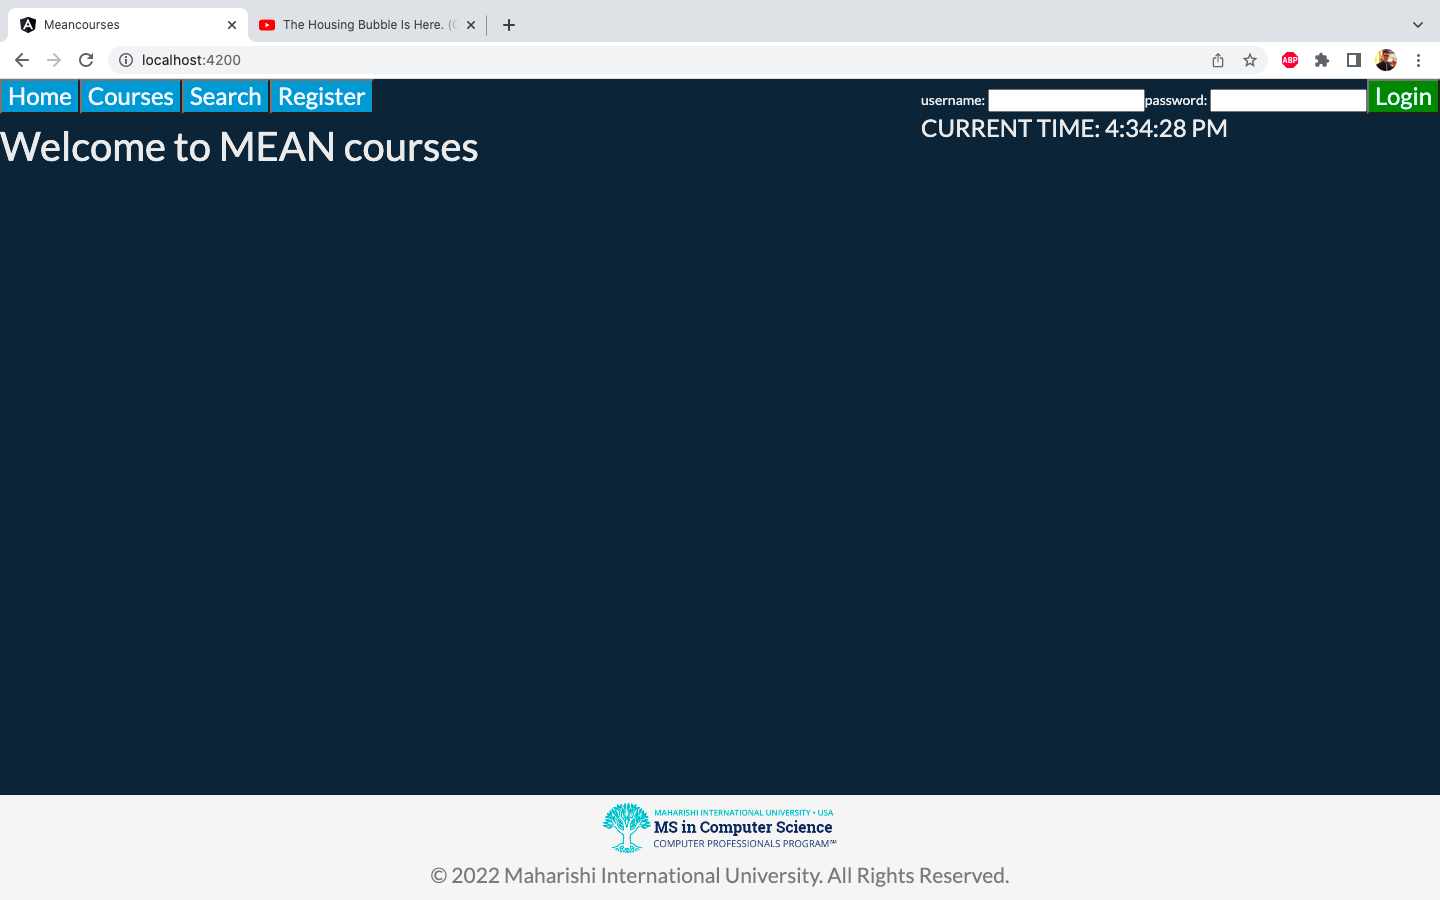 Meancourses
The Housing Bubble Is Here. (
localhost:4200
ABP
Home Courses Search Register
username: password: Login
CURRENT TIME: 4:34:28 PM
Welcome to MEAN courses
MAHARISHI INTERNATIONAL UNIVERSITY • USA
MS in Computer Science
COMPUTER PROFESSIONALS PROGRAM™
© 2022 Maharishi International University. All Rights Reserved.